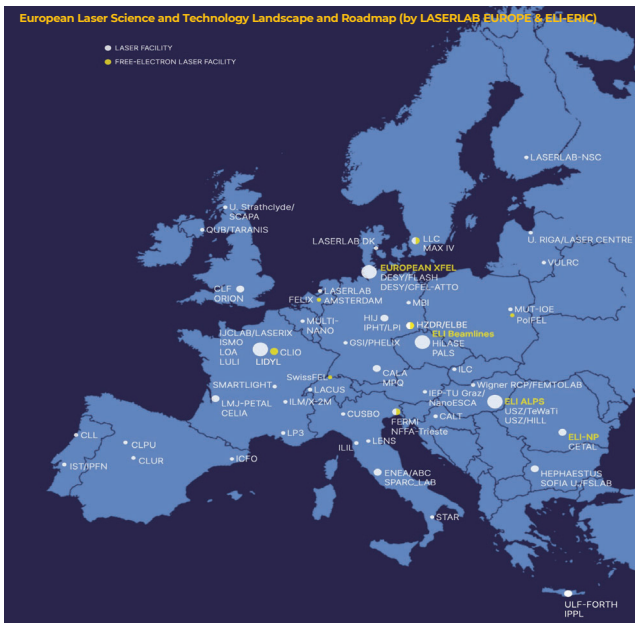 European Laser Science and Technology Landscape and Roadmap (by LASERLAB EUROPE & ELI-ERIC)
LASER FACILITY
FREE-ELECTRON LASER FACILITY
LASERLAB-NSC
U. Strathclyde/
SCAPA
QUB/TARANIS
LASERLAB DK
LLC
MAX IV
U. RIGA/LASER CENTRE
VULRC
EUROPEAN XFEL
DESY/FLASH
DESY/CFEL-ATTO
CLF
ORION
LASERLAB
AMSTERDAM
FELIX
MBI
MUT-IOE
PolFEL
MULTI-
NANO
HIJ
IPHT/LPI
HZDR/ELBE
IJCLAB/LASERIX
ISMO
LOA
LULI
CLIO
LIDYL
GSI/PHELIX
ELI Beamlines
HILASE
PALS
SwissFEL
CALA
MPQ
ILC
SMARTLIGHT
LACUS
Wigner RCP/FEMTOLAB
IEP-TU Graz/
NanoESCA
ELI ALPS
USZ/TeWaTi
USZ/HILL
LMJ-PETAL
CELIA
ILM/X-2M
CUSBO
FERMI
NFFA-Trieste
CALT
CLL
CLPU
LP3
ILIL
LENS
ELI-NP
CETAL
IST/IPFN
CLUR
ICFO
ENEA/ABC
SPARC_LAB
HEPHAESTUS
SOFIA U./FSLAB
STAR
ULF-FORTH
IPPL